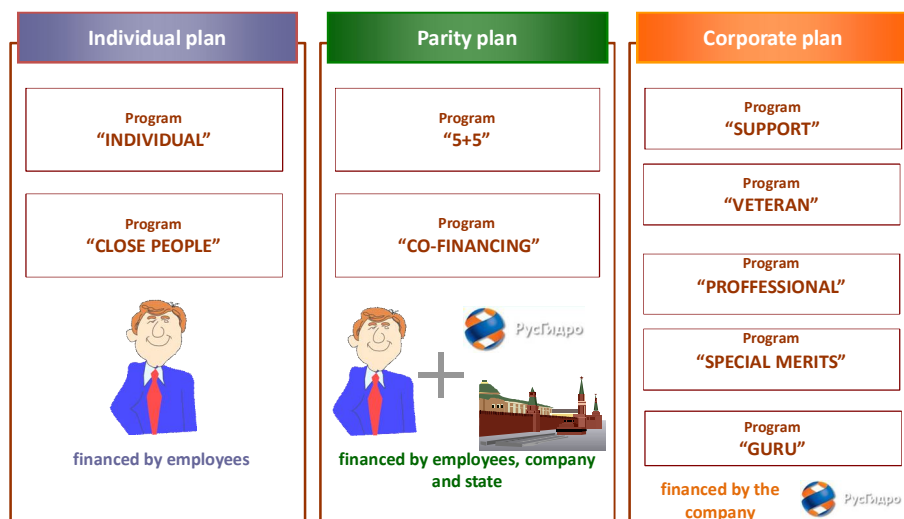 Individual plan
Program
“INDIVIDUAL”
Program
“CLOSE PEOPLE”
financed by employees
Parity plan
Program
“5+5”
Program
“CO-FINANCING”
РусГидро
financed by employees, company
and state
Corporate plan
Program
“SUPPORT”
Program
“VETERAN”
Program
“PROFFESSIONAL”
Program
“SPECIAL MERITS”
Program
“GURU”
financed by the
company
РусГидро